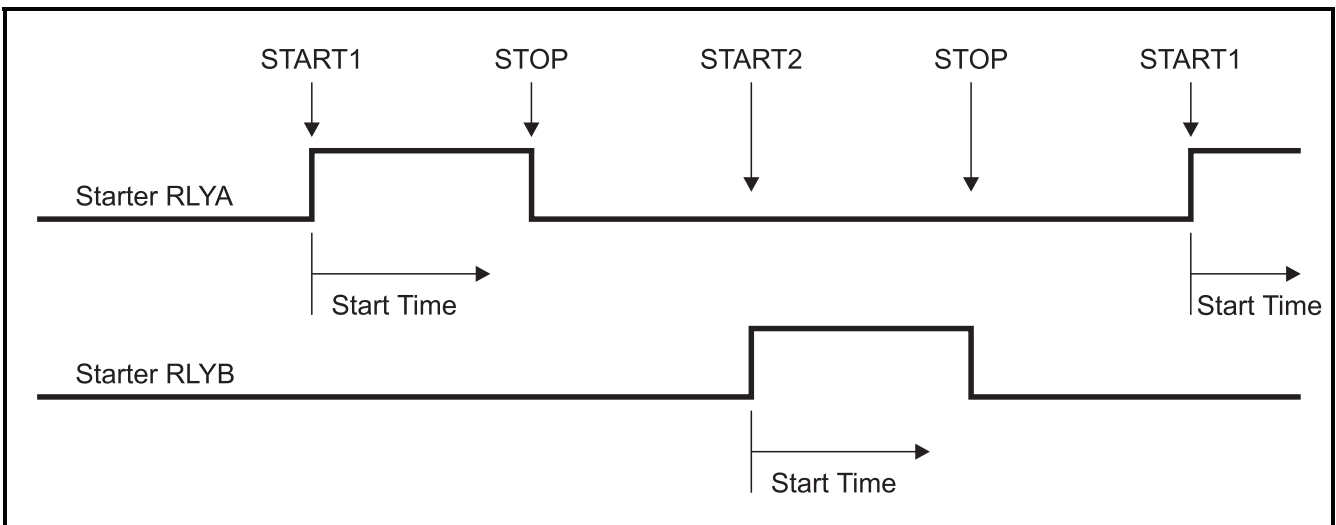 START1 STOP START2 STOP START1
Starter RLYA
Start Time Start Time
Starter RLYB
Start Time